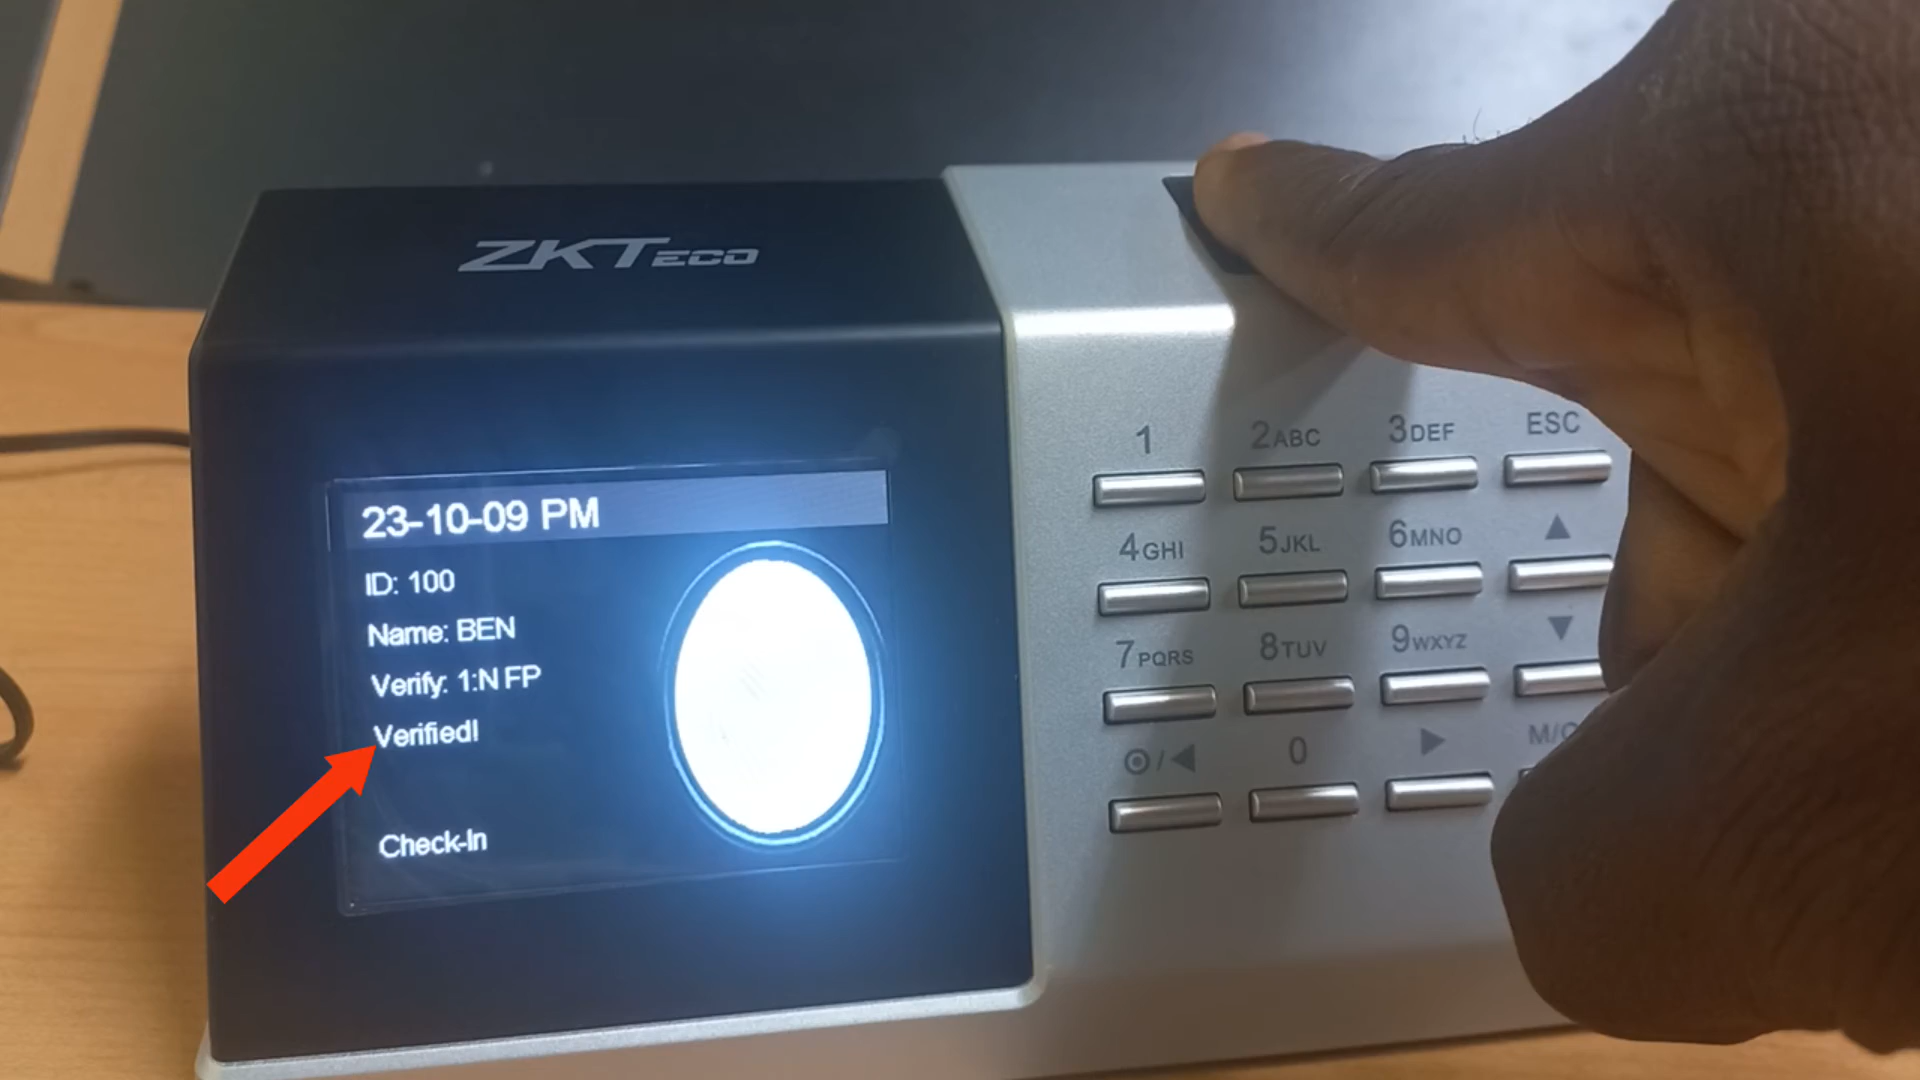 ZKTECO
23-10-09 PM
ID: 100
Name: BEN
Verify: 1:N FP
Verified!
Check-In
1 2ABC 3DEF ESC
4GHI 5JKL 6MNO ▲
7PQRS 8TUV 9WXYZ ▼
◎/◀ 0 ▶